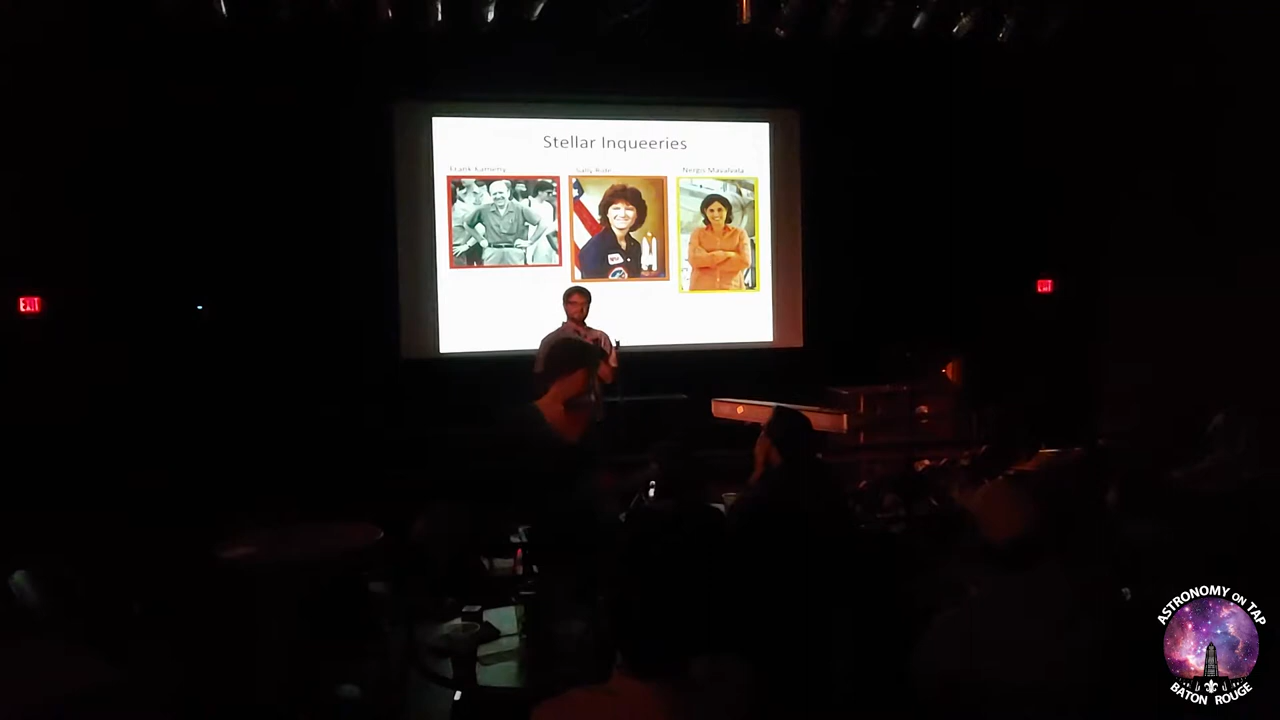 Stellar Inqueeries
Frank Kameny
Sally Ride
Nergis Mavalvala
EXIT
EXIT
ASTRONOMY ON TAP
BATON ROUGE